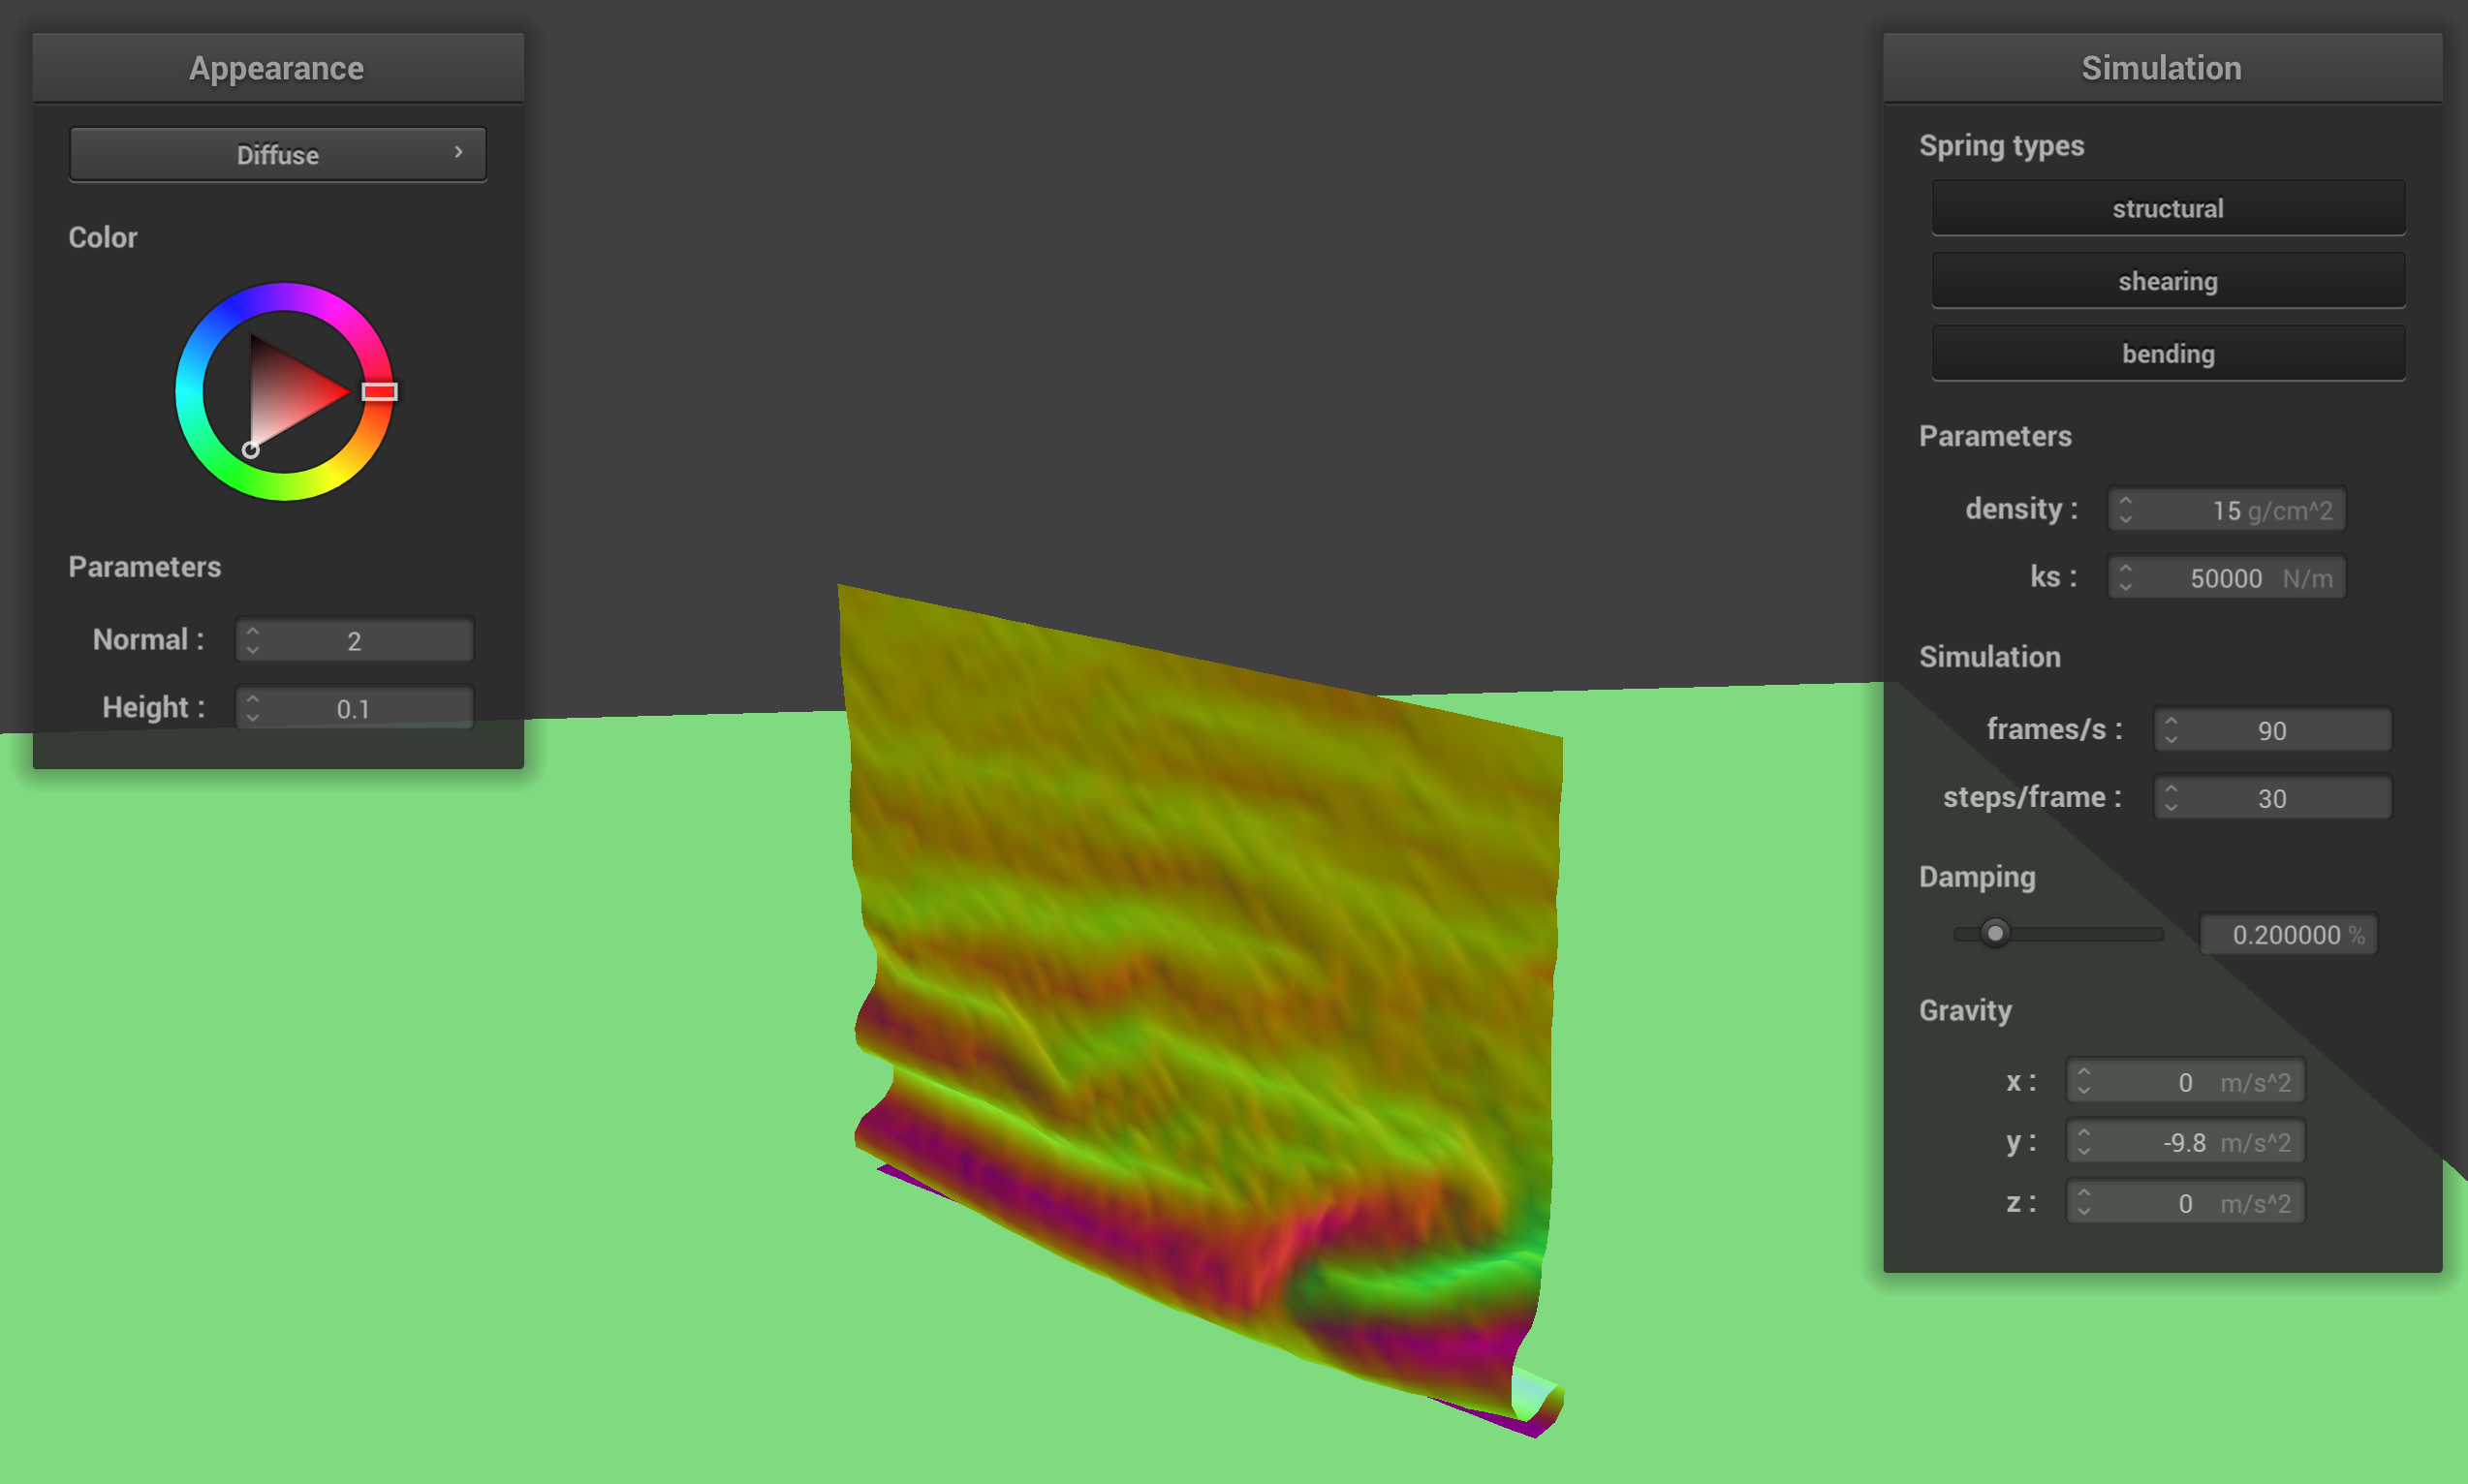 Appearance
Diffuse
Color
Parameters
Normal : 2
Height : 0.1
Simulation
Spring types
structural
shearing
bending
Parameters
density : 15 g/cm^2
ks : 50000 N/m
Simulation
frames/s : 90
steps/frame : 30
Damping
0.200000 %
Gravity
x : 0 m/s^2
y : -9.8 m/s^2
z : 0 m/s^2